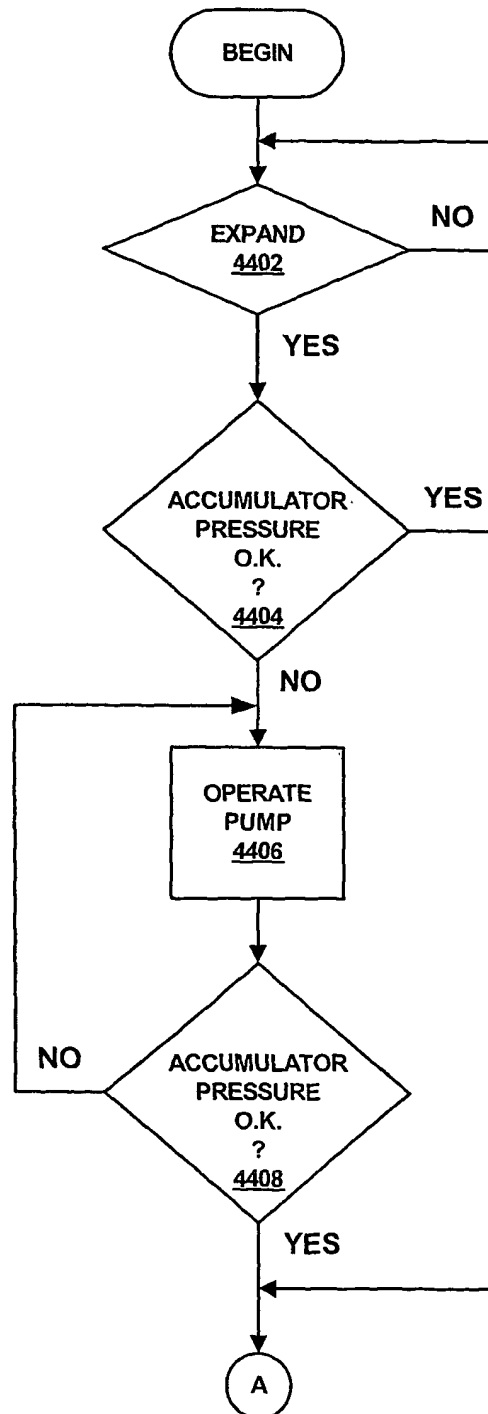 BEGIN
EXPAND
4402
NO
YES
ACCUMULATOR
PRESSURE
O.K.
?
4404
YES
NO
OPERATE
PUMP
4406
ACCUMULATOR
PRESSURE
O.K.
?
4408
NO
YES
A